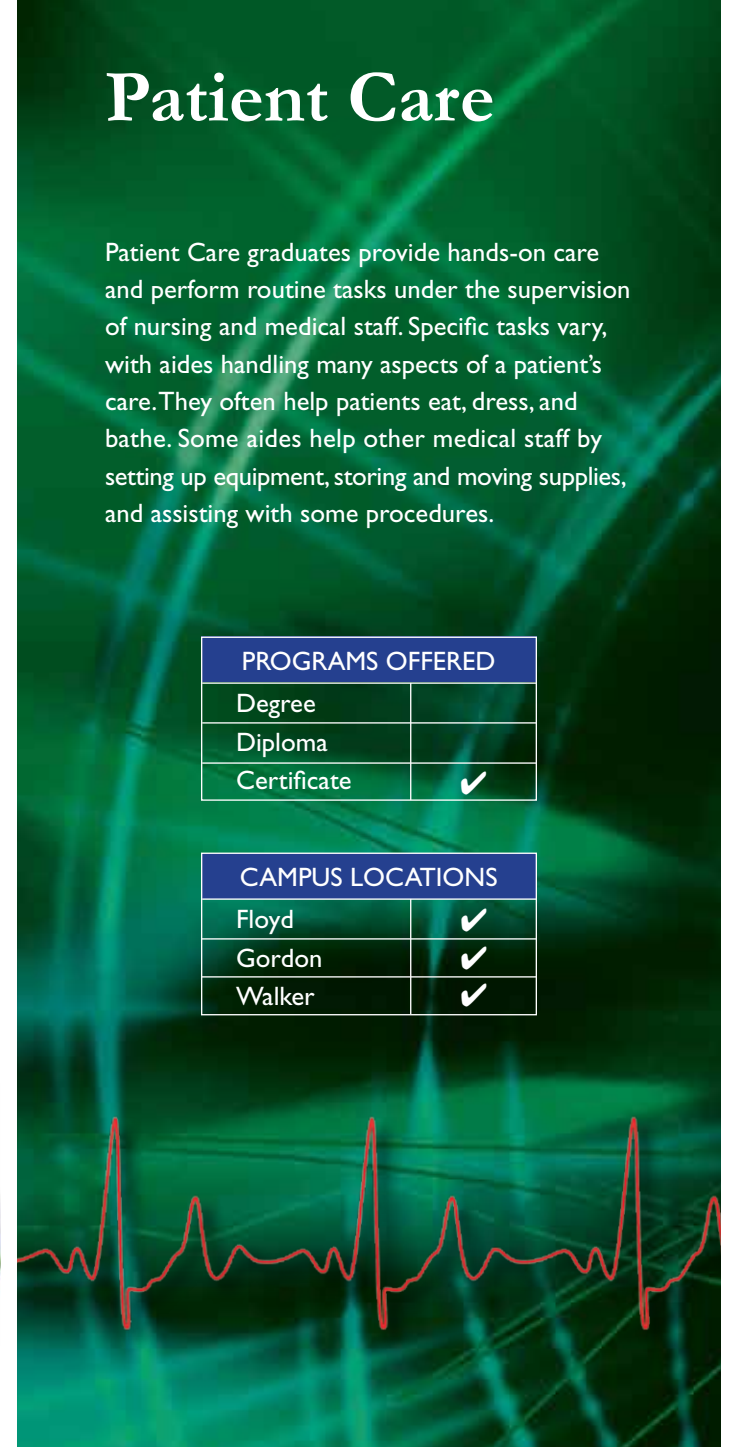 Patient Care
Patient Care graduates provide hands-on care
and perform routine tasks under the supervision
of nursing and medical staff. Specific tasks vary,
with aides handling many aspects of a patient’s
care. They often help patients eat, dress, and
bathe. Some aides help other medical staff by
setting up equipment, storing and moving supplies,
and assisting with some procedures.
PROGRAMS OFFERED
Degree
Diploma
Certificate ✔
CAMPUS LOCATIONS
Floyd ✔
Gordon ✔
Walker ✔